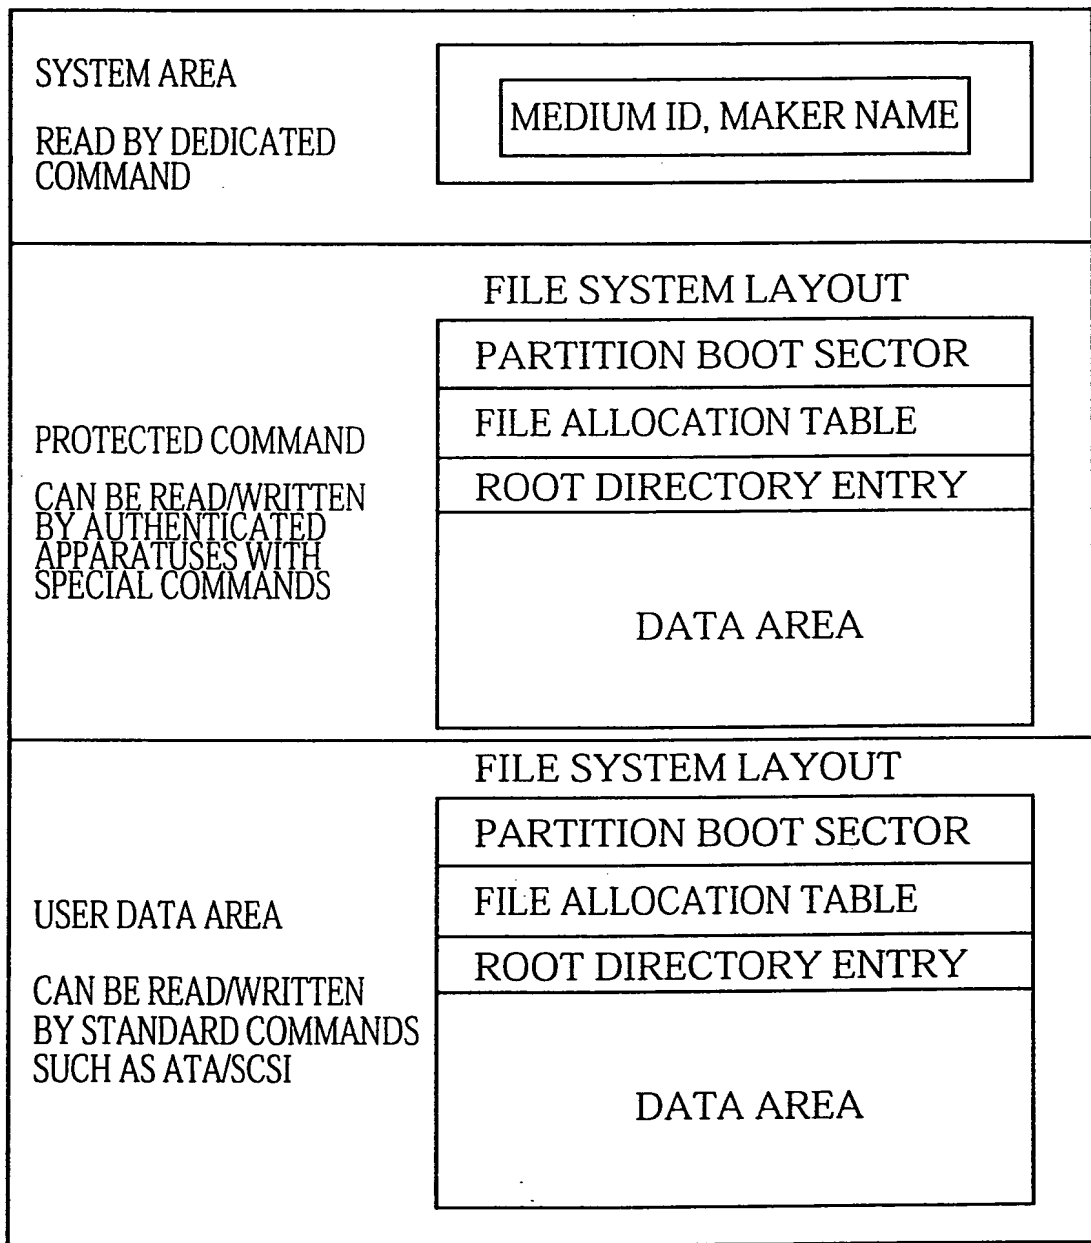 SYSTEM AREA
READ BY DEDICATED
COMMAND
MEDIUM ID, MAKER NAME
PROTECTED COMMAND
CAN BE READ/WRITTEN
BY AUTHENTICATED
APPARATUSES WITH
SPECIAL COMMANDS
FILE SYSTEM LAYOUT
PARTITION BOOT SECTOR
FILE ALLOCATION TABLE
ROOT DIRECTORY ENTRY
DATA AREA
USER DATA AREA
CAN BE READ/WRITTEN
BY STANDARD COMMANDS
SUCH AS ATA/SCSI
FILE SYSTEM LAYOUT
PARTITION BOOT SECTOR
FILE ALLOCATION TABLE
ROOT DIRECTORY ENTRY
DATA AREA